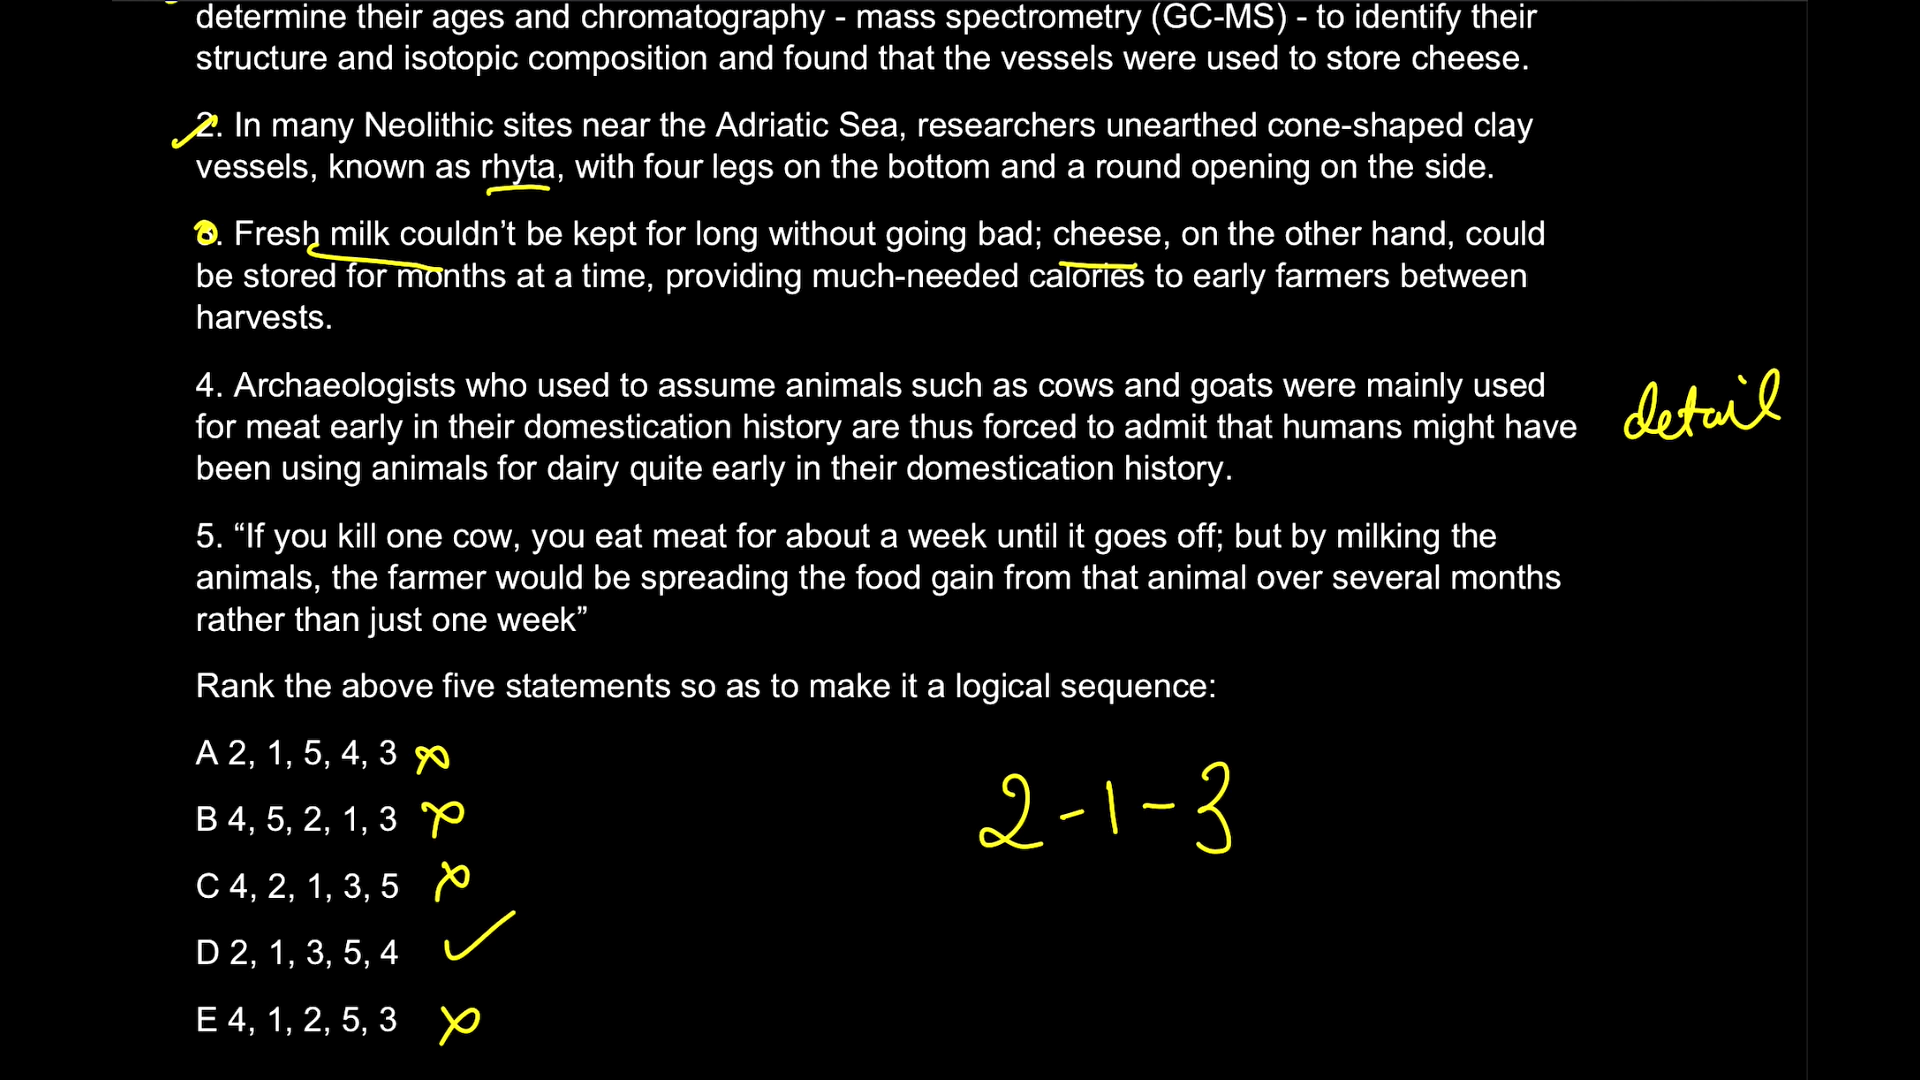 determine their ages and chromatography - mass spectrometry (GC-MS) - to identify their
structure and isotopic composition and found that the vessels were used to store cheese.
2. In many Neolithic sites near the Adriatic Sea, researchers unearthed cone-shaped clay
vessels, known as rhyta, with four legs on the bottom and a round opening on the side.
3. Fresh milk couldn’t be kept for long without going bad; cheese, on the other hand, could
be stored for months at a time, providing much-needed calories to early farmers between
harvests.
4. Archaeologists who used to assume animals such as cows and goats were mainly used
for meat early in their domestication history are thus forced to admit that humans might have
been using animals for dairy quite early in their domestication history.
detail
5. “If you kill one cow, you eat meat for about a week until it goes off; but by milking the
animals, the farmer would be spreading the food gain from that animal over several months
rather than just one week”
Rank the above five statements so as to make it a logical sequence:
A 2, 1, 5, 4, 3
B 4, 5, 2, 1, 3
2-1-3
C 4, 2, 1, 3, 5
D 2, 1, 3, 5, 4
E 4, 1, 2, 5, 3